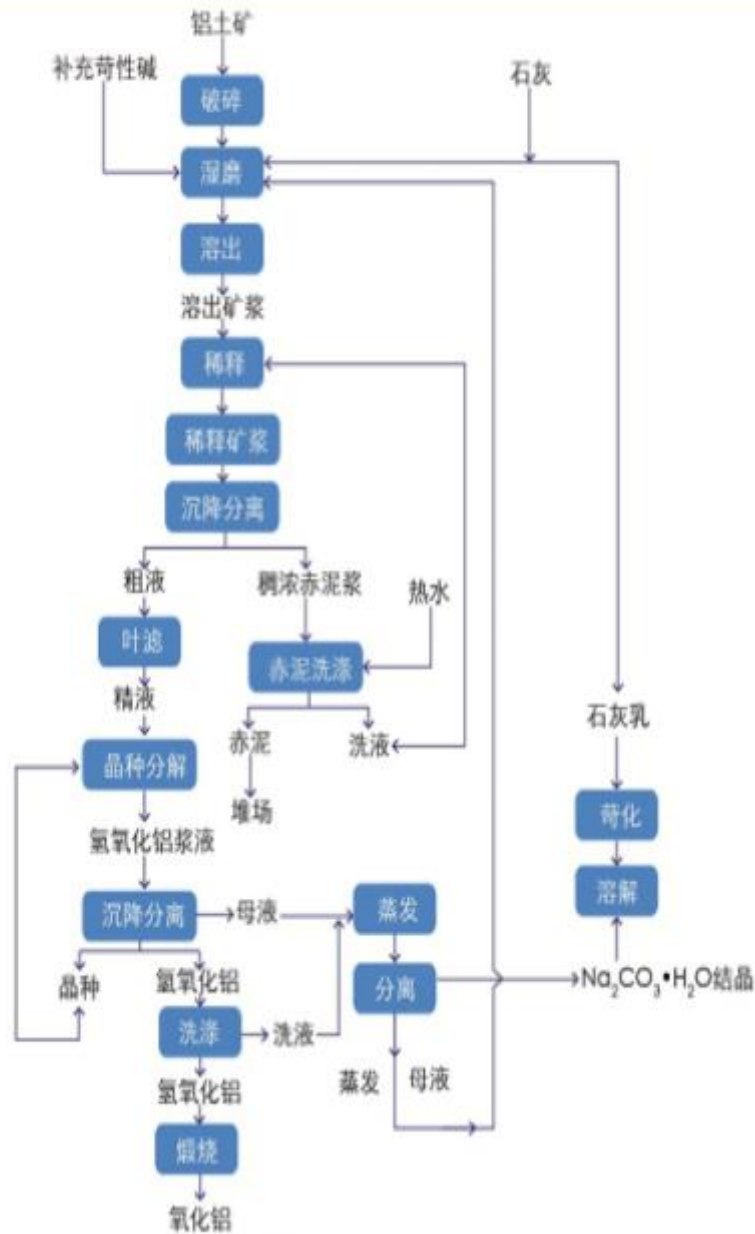 铝土矿
补充苛性碱
石灰
破碎
湿磨
溶出
溶出矿浆
稀释
稀释矿浆
沉降分离
粗液
稠浓赤泥浆
热水
叶滤
赤泥洗涤
精液
赤泥
洗液
石灰乳
晶种分解
堆场
苛化
氢氧化铝浆液
溶解
沉降分离
母液
蒸发
晶种
氢氧化铝
分离
Na₂CO₃•H₂O结晶
洗涤
洗液
氢氧化铝
蒸发
母液
煅烧
氧化铝